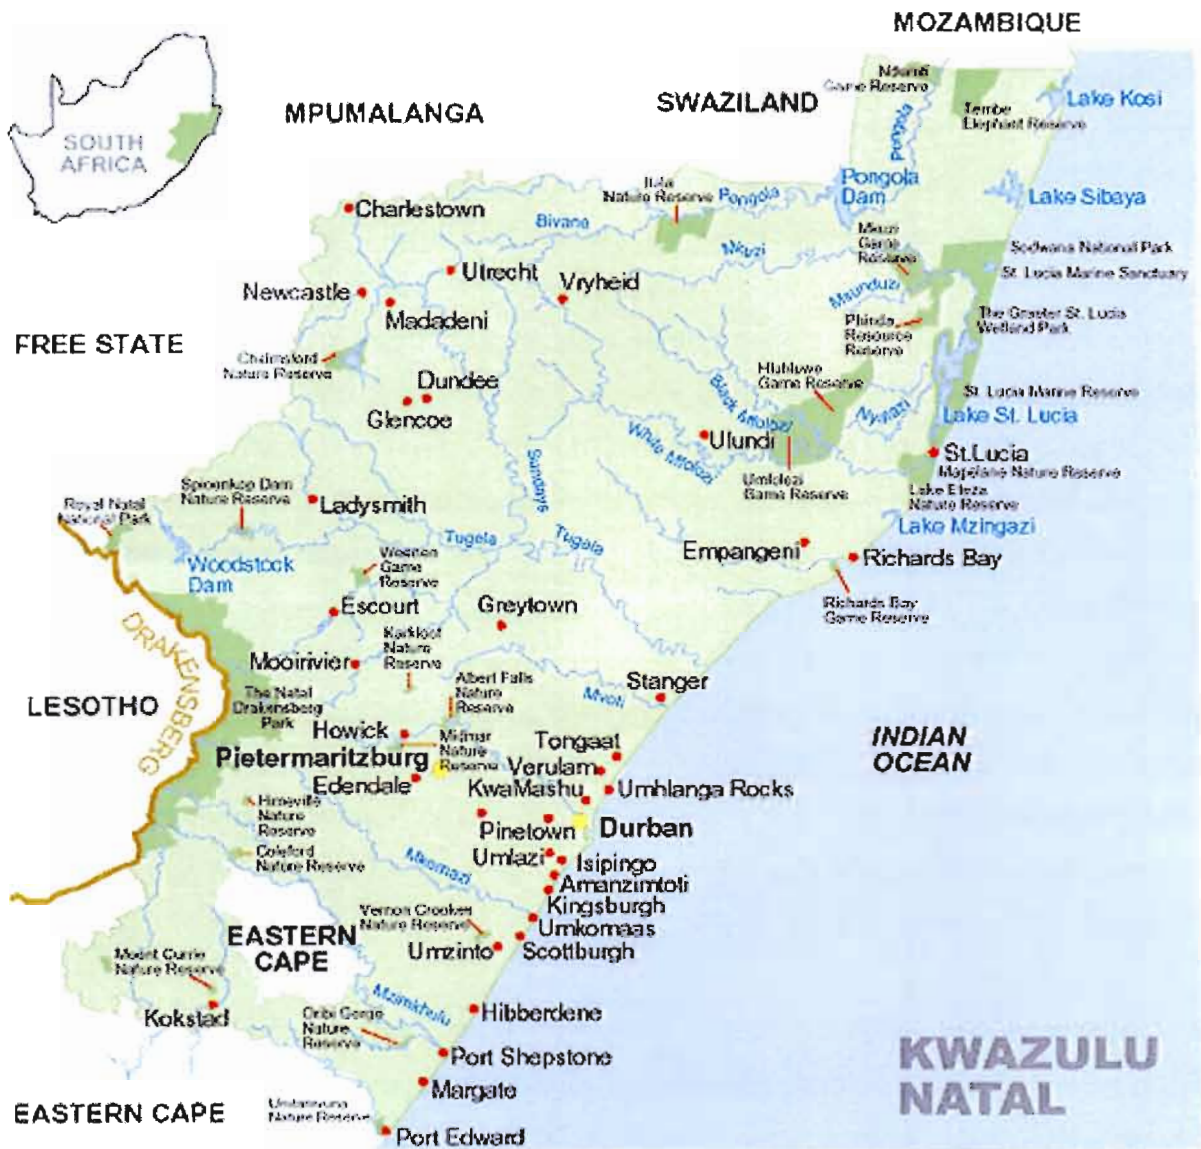 MOZAMBIQUE
SOUTH
AFRICA
MPUMALANGA
SWAZILAND
Game Reserve
Pongola
Tembe
Elephant Reserve
Lake Kosi
Itala
Nature Reserve
Pongola
Pongola
Dam
Lake Sibaya
Charlestown
Bivane
Mkuzi
Mkuzi
Game
Reserve
Sodwana National Park
St. Lucia Marine Sanctuary
Utrecht
Vryheid
Newcastle
Madadeni
Msunduzi
The Greater St. Lucia
Wetland Park
Phinda
Resource
Reserve
FREE STATE
Chelmsford
Nature Reserve
Dundee
Glencoe
Hluhluwe
Game Reserve
St. Lucia Marine Reserve
Black Mfolozi
Nyalazi
Lake St. Lucia
White Mfolozi
Ulundi
St.Lucia
Mapelane Nature Reserve
Umfolozi
Game Reserve
Lake Eteza
Nature Reserve
Sundays
Spioenkop Dam
Nature Reserve
Ladysmith
Royal Natal
National Park
Lake Mzingazi
Tugela
Tugela
Empangeni
Richards Bay
Woodstock
Dam
Weenen
Game
Reserve
Richards Bay
Game Reserve
Escourt
Greytown
Karkloof
Nature
Reserve
DRAKENSBERG
Mooirivier
Albert Falls
Nature
Reserve
Mvoti
Stanger
LESOTHO
The Natal
Drakensberg
Park
Howick
Midmar
Nature
Reserve
Pietermaritzburg
Tongaat
INDIAN
OCEAN
Edendale
Verulam
KwaMashu
Umhlanga Rocks
Himeville
Nature
Reserve
Pinetown
Durban
Coleford
Nature Reserve
Mkomazi
Umlazi
Isipingo
Amanzimtoti
Kingsburgh
Vernon Crookes
Nature Reserve
Umkomaas
EASTERN
CAPE
Umzinto
Scottburgh
Mount Currie
Nature Reserve
Mzimkhulu
Kokstad
Oribi Gorge
Nature
Reserve
Hibberdene
KWAZULU
NATAL
Port Shepstone
Margate
EASTERN CAPE
Nature Reserve
Port Edward